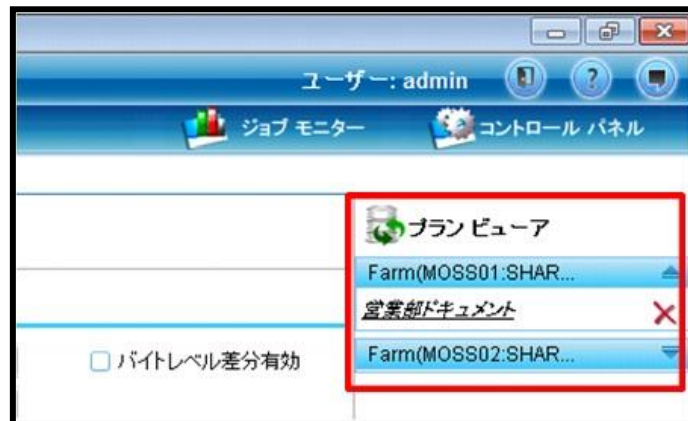 ユーザー: admin
ジョブ モニター
コントロール パネル
プラン ビューア
Farm(MOSS01:SHAR...
営業部ドキュメント
バイトレベル差分有効
Farm(MOSS02:SHAR...